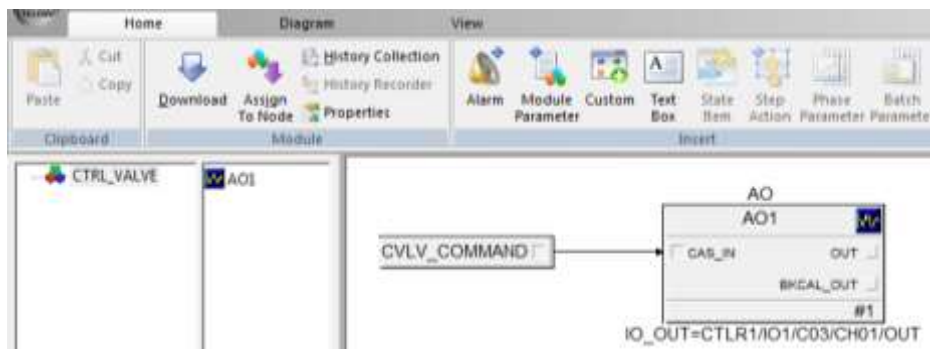 Home Diagram View
Cut
Copy
Paste
Download
Assign To Node
History Collection
History Recorder
Properties
Alarm
Module Parameter
Custom
Text Box
State Item
Step Action
Phase Parameter
Batch Paramete
Clipboard Module Insert
CTRL_VALVE
AO1
AO
AO1
CVLV_COMMAND
CAS_IN OUT
BKCAL_OUT
#1
IO_OUT=CTLR1/IO1/C03/CH01/OUT